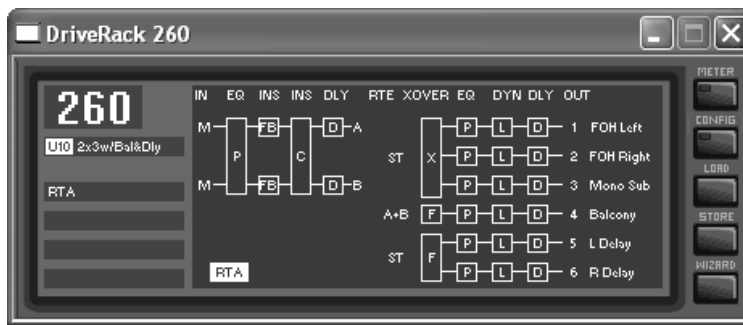 DriveRack 260
METER
CONFIG
LOAD
STORE
WIZARD
260
U10 2x3w/Bal&Dly
RTA
IN EQ INS INS DLY RTE XOVER EQ DYN DLY OUT
M FB D A P L D 1 FOH Left
P C ST X P L D 2 FOH Right
M FB D B P L D 3 Mono Sub
A+B F P L D 4 Balcony
P L D 5 L Delay
ST F
RTA P L D 6 R Delay